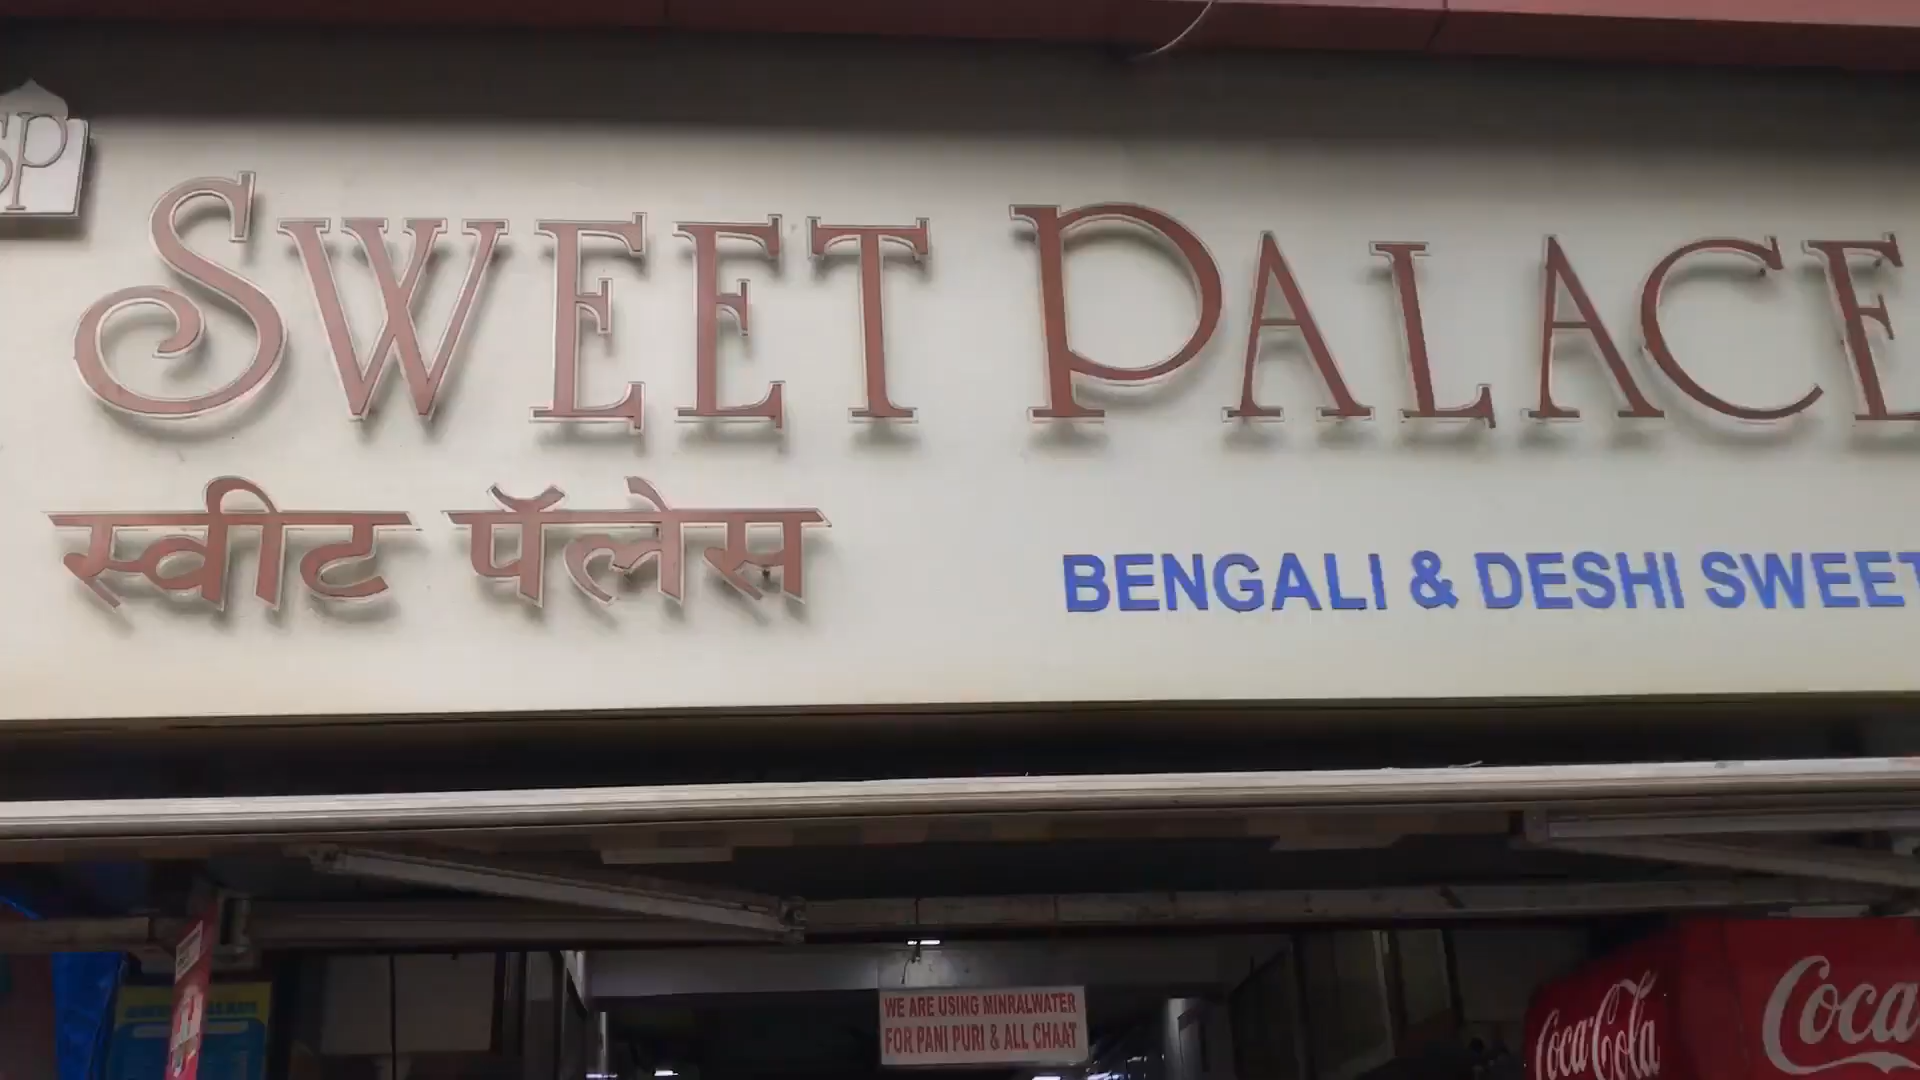 SP
SWEET PALACE
स्वीट पॅलेस
BENGALI & DESHI SWEET
WE ARE USING MINRALWATER
FOR PANI PURI & ALL CHAAT
Coca-Cola
Coca